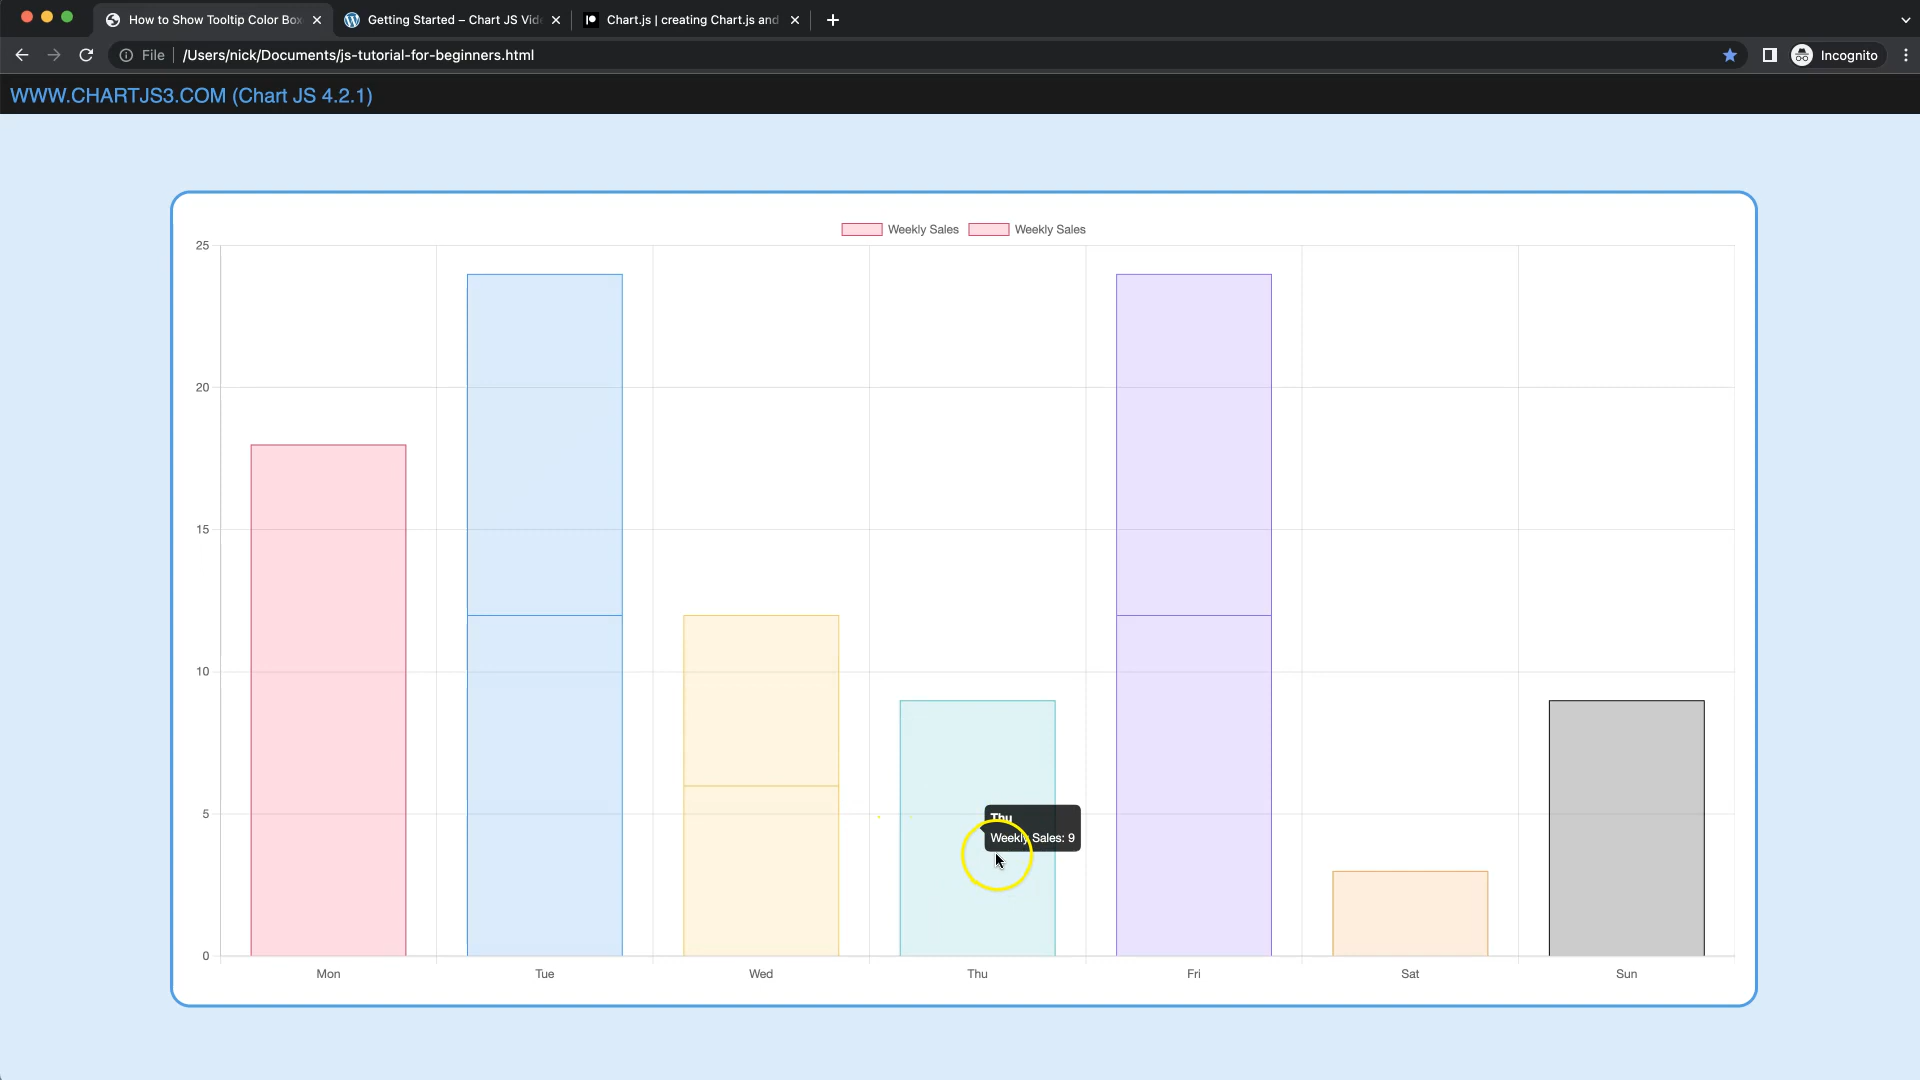 How to Show Tooltip Color Box
Getting Started – Chart JS Vid
Chart.js | creating Chart.js and
File
/Users/nick/Documents/js-tutorial-for-beginners.html
Incognito
WWW.CHARTJS3.COM (Chart JS 4.2.1)
Weekly Sales Weekly Sales
25
20
15
10
5
0
Thu
Weekly Sales: 9
Mon Tue Wed Thu Fri Sat Sun